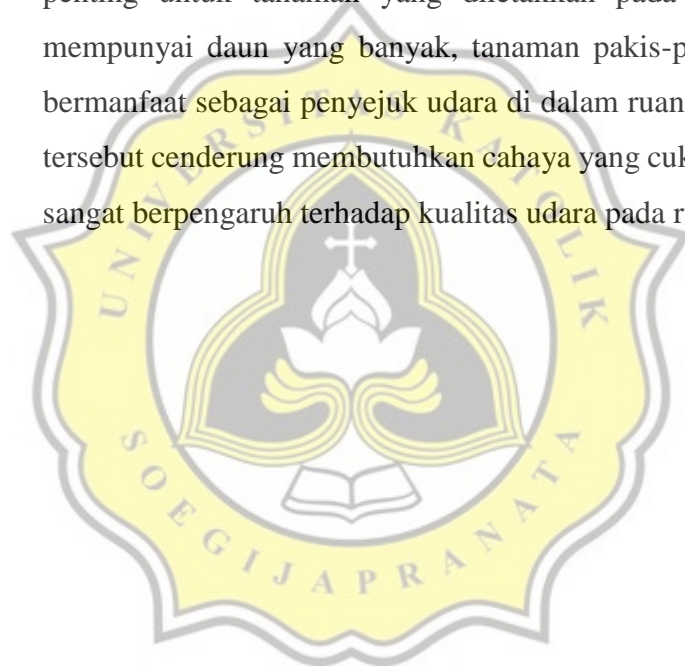 penting untuk tanaman yang diletakkan pada
mempunyai daun yang banyak, tanaman pakis-p
bermanfaat sebagai penyejuk udara di dalam ruan
tersebut cenderung membutuhkan cahaya yang cuk
sangat berpengaruh terhadap kualitas udara pada r
UNIVERSITAS KATOLIK
SOEGIJAPRANATA